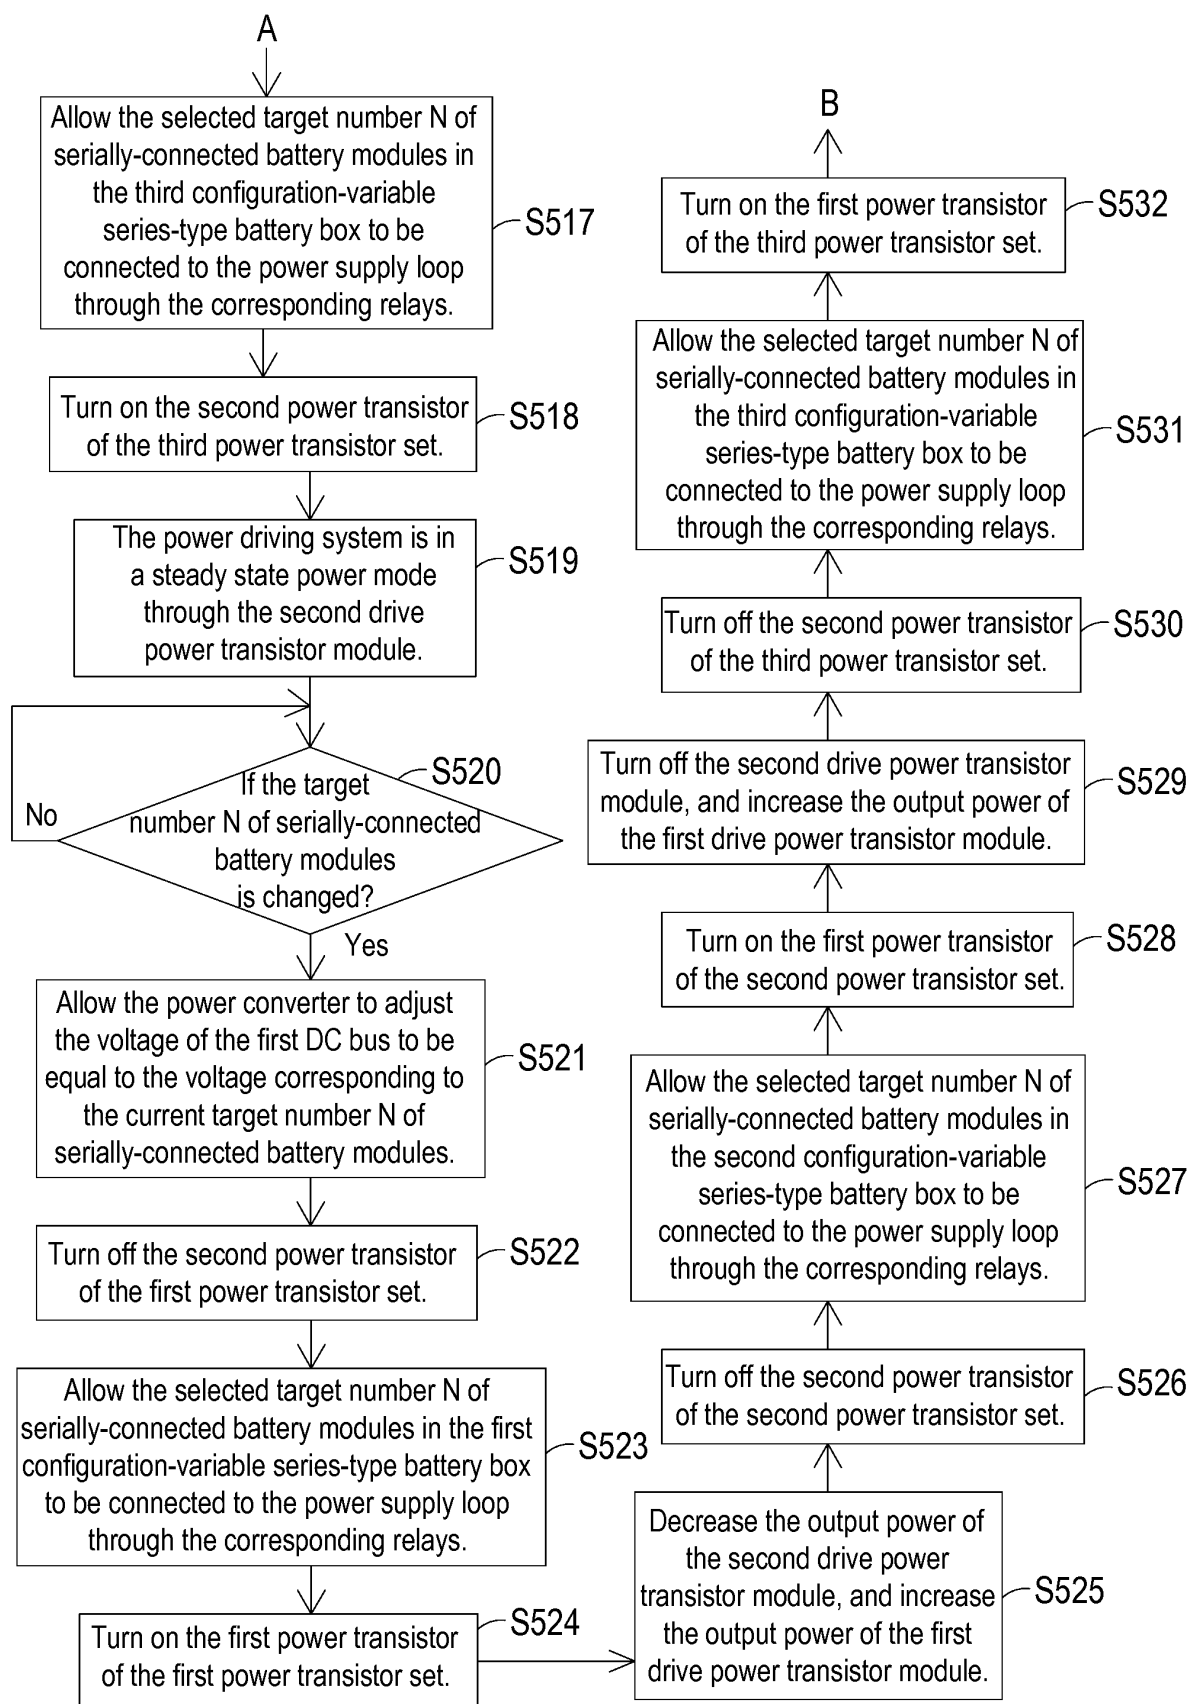 A
Allow the selected target number N of
serially-connected battery modules in
the third configuration-variable
series-type battery box to be
connected to the power supply loop
through the corresponding relays.
S517
Turn on the second power transistor
of the third power transistor set.
S518
The power driving system is in
a steady state power mode
through the second drive
power transistor module.
S519
If the target
number N of serially-connected
battery modules
is changed?
S520
No
Yes
Allow the power converter to adjust
the voltage of the first DC bus to be
equal to the voltage corresponding to
the current target number N of
serially-connected battery modules.
S521
Turn off the second power transistor
of the first power transistor set.
S522
Allow the selected target number N of
serially-connected battery modules in the first
configuration-variable series-type battery box
to be connected to the power supply loop
through the corresponding relays.
S523
Turn on the first power transistor
of the first power transistor set.
S524
Decrease the output power of
the second drive power
transistor module, and increase
the output power of the first
drive power transistor module.
S525
Turn off the second power transistor
of the second power transistor set.
S526
Allow the selected target number N of
serially-connected battery modules in
the second configuration-variable
series-type battery box to be
connected to the power supply loop
through the corresponding relays.
S527
Turn on the first power transistor
of the second power transistor set.
S528
Turn off the second drive power transistor
module, and increase the output power of
the first drive power transistor module.
S529
Turn off the second power transistor
of the third power transistor set.
S530
Allow the selected target number N of
serially-connected battery modules in
the third configuration-variable
series-type battery box to be
connected to the power supply loop
through the corresponding relays.
S531
Turn on the first power transistor
of the third power transistor set.
S532
B